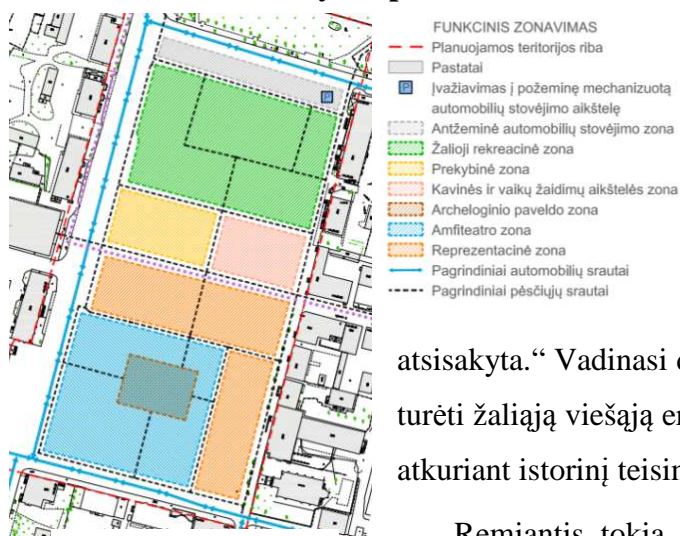 FUNKCINIS ZONAVIMAS
Planuojamos teritorijos riba
Pastatai
Įvažiavimas į požeminę mechanizuotą
automobilių stovėjimo aikštelę
Antžeminė automobilių stovėjimo zona
Žalioji rekreacinė zona
Prekybinė zona
Kavinės ir vaikų žaidimų aikštelės zona
Archeloginio paveldo zona
Amfiteatro zona
Reprezentacinė zona
Pagrindiniai automobilių srautai
Pagrindiniai pėsčiųjų srautai
atsisakyta.“ Vadinasi
turėti žaliąją viešąją
atkuriant istorinį
Remiantis tokia